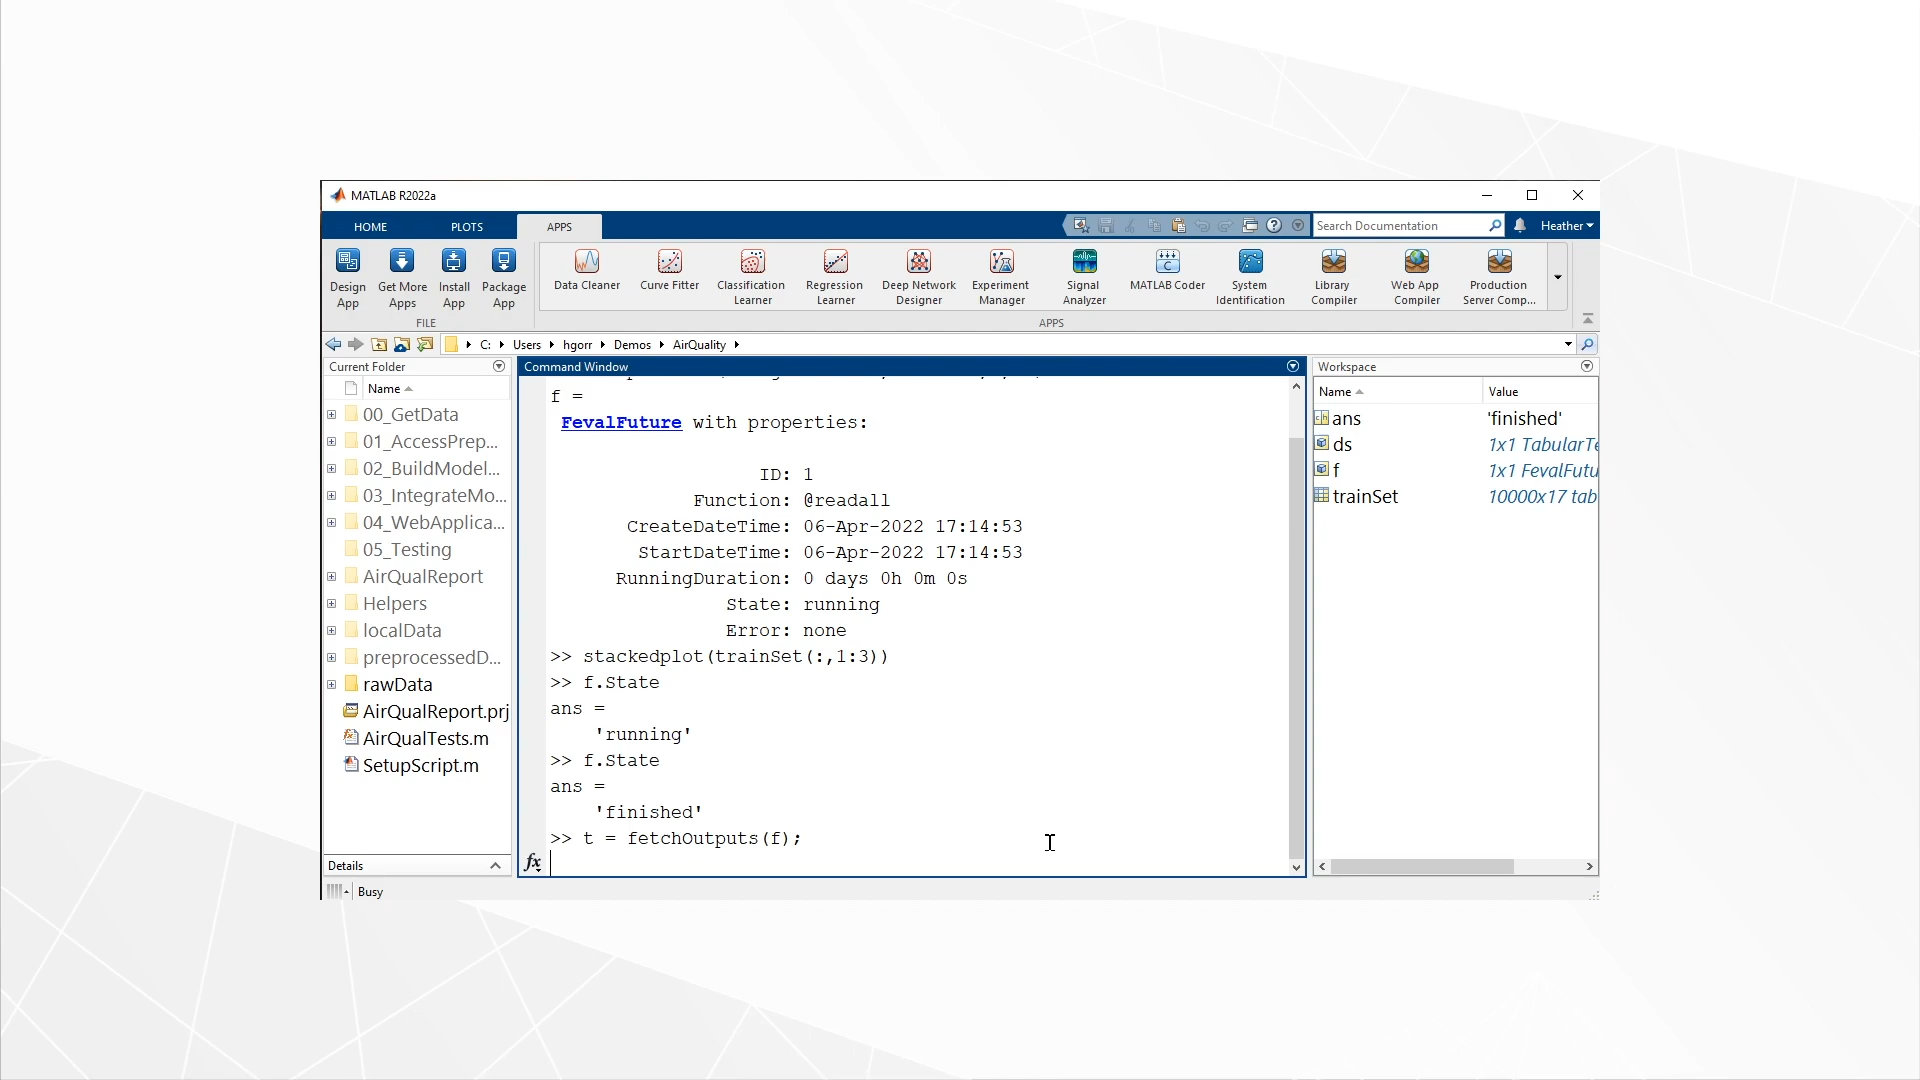 MATLAB R2022a
HOME PLOTS APPS
Search Documentation
Heather
Design App
Get More Apps
Install App
Package App
Data Cleaner
Curve Fitter
Classification Learner
Regression Learner
Deep Network Designer
Experiment Manager
Signal Analyzer
MATLAB Coder
System Identification
Library Compiler
Web App Compiler
Production Server Comp...
FILE
APPS
C: Users hgorr Demos AirQuality
Current Folder
Name
00_GetData
01_AccessPrep...
02_BuildModel...
03_IntegrateMo...
04_WebApplica...
05_Testing
AirQualReport
Helpers
localData
preprocessedD...
rawData
AirQualReport.prj
AirQualTests.m
SetupScript.m
Details
Busy
Command Window
f =
FevalFuture with properties:
ID: 1
Function: @readall
CreateDateTime: 06-Apr-2022 17:14:53
StartDateTime: 06-Apr-2022 17:14:53
RunningDuration: 0 days 0h 0m 0s
State: running
Error: none
>> stackedplot(trainSet(:,1:3))
>> f.State
ans =
'running'
>> f.State
ans =
'finished'
>> t = fetchOutputs(f);
fx
Workspace
Name Value
ans 'finished'
ds 1x1 TabularTe
f 1x1 FevalFutu
trainSet 10000x17 tab